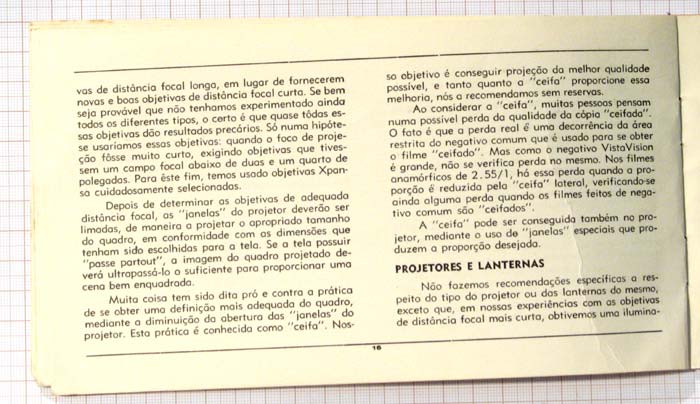 vas de distância focal longa, em lugar de fornecerem
novas e boas objetivas de distância focal curta. Se bem
seja provável que não tenhamos experimentado ainda
todos os diferentes tipos, o certo é que quase tôdas es-
sas objetivas dão resultados precários. Só numa hipóte-
se usaríamos essas objetivas: quando o foco de proje-
ção fôsse muito curto, exigindo objetivas que tives-
sem um campo focal abaixo de duas e um quarto de
polegadas. Para êste fim, temos usado objetivas Xpan-
sa cuidadosamente selecionadas.
Depois de determinar as objetivas de adequada
distância focal, as "janelas" do projetor deverão ser
limadas, de maneira a projetar o apropriado tamanho
do quadro, em conformidade com as dimensões que
tenham sido escolhidas para a tela. Se a tela possuir
"passe partout", a imagem do quadro projetado de-
verá ultrapassá-lo o suficiente para proporcionar uma
cena bem enquadrada.
Muita coisa tem sido dita pró e contra a prática
de se obter uma definição mais adequada do quadro,
mediante a diminuição da abertura das "janelas" do
projetor. Esta prática é conhecida como "ceifa". Nos-
so objetivo é conseguir projeção da melhor qualidade
possível, e tanto quanto a "ceifa" proporcione essa
melhoria, nós a recomendamos sem reservas.
Ao considerar a "ceifa", muitas pessoas pensam
numa possível perda da qualidade da cópia "ceifada".
O fato é que a perda real é uma decorrência da área
restrita do negativo comum que é usado para se obter
o filme "ceifado". Mas como o negativo VistaVision
é grande, não se verifica perda no mesmo. Nos filmes
anamórficos de 2.55/1, há essa perda quando a pro-
porção é reduzida pela "ceifa" lateral, verificando-se
ainda alguma perda quando os filmes feitos de nega-
tivo comum são "ceifados".
A "ceifa" pode ser conseguida também no pro-
jetor, mediante o uso de "janelas" especiais que pro-
duzem a proporção desejada.
PROJETORES E LANTERNAS
Não fazemos recomendações específicas a res-
peito do tipo do projetor ou das lanternas do mesmo,
exceto que, em nossas experiências com as objetivas
de distância focal mais curta, obtivemos uma ilumina-
16